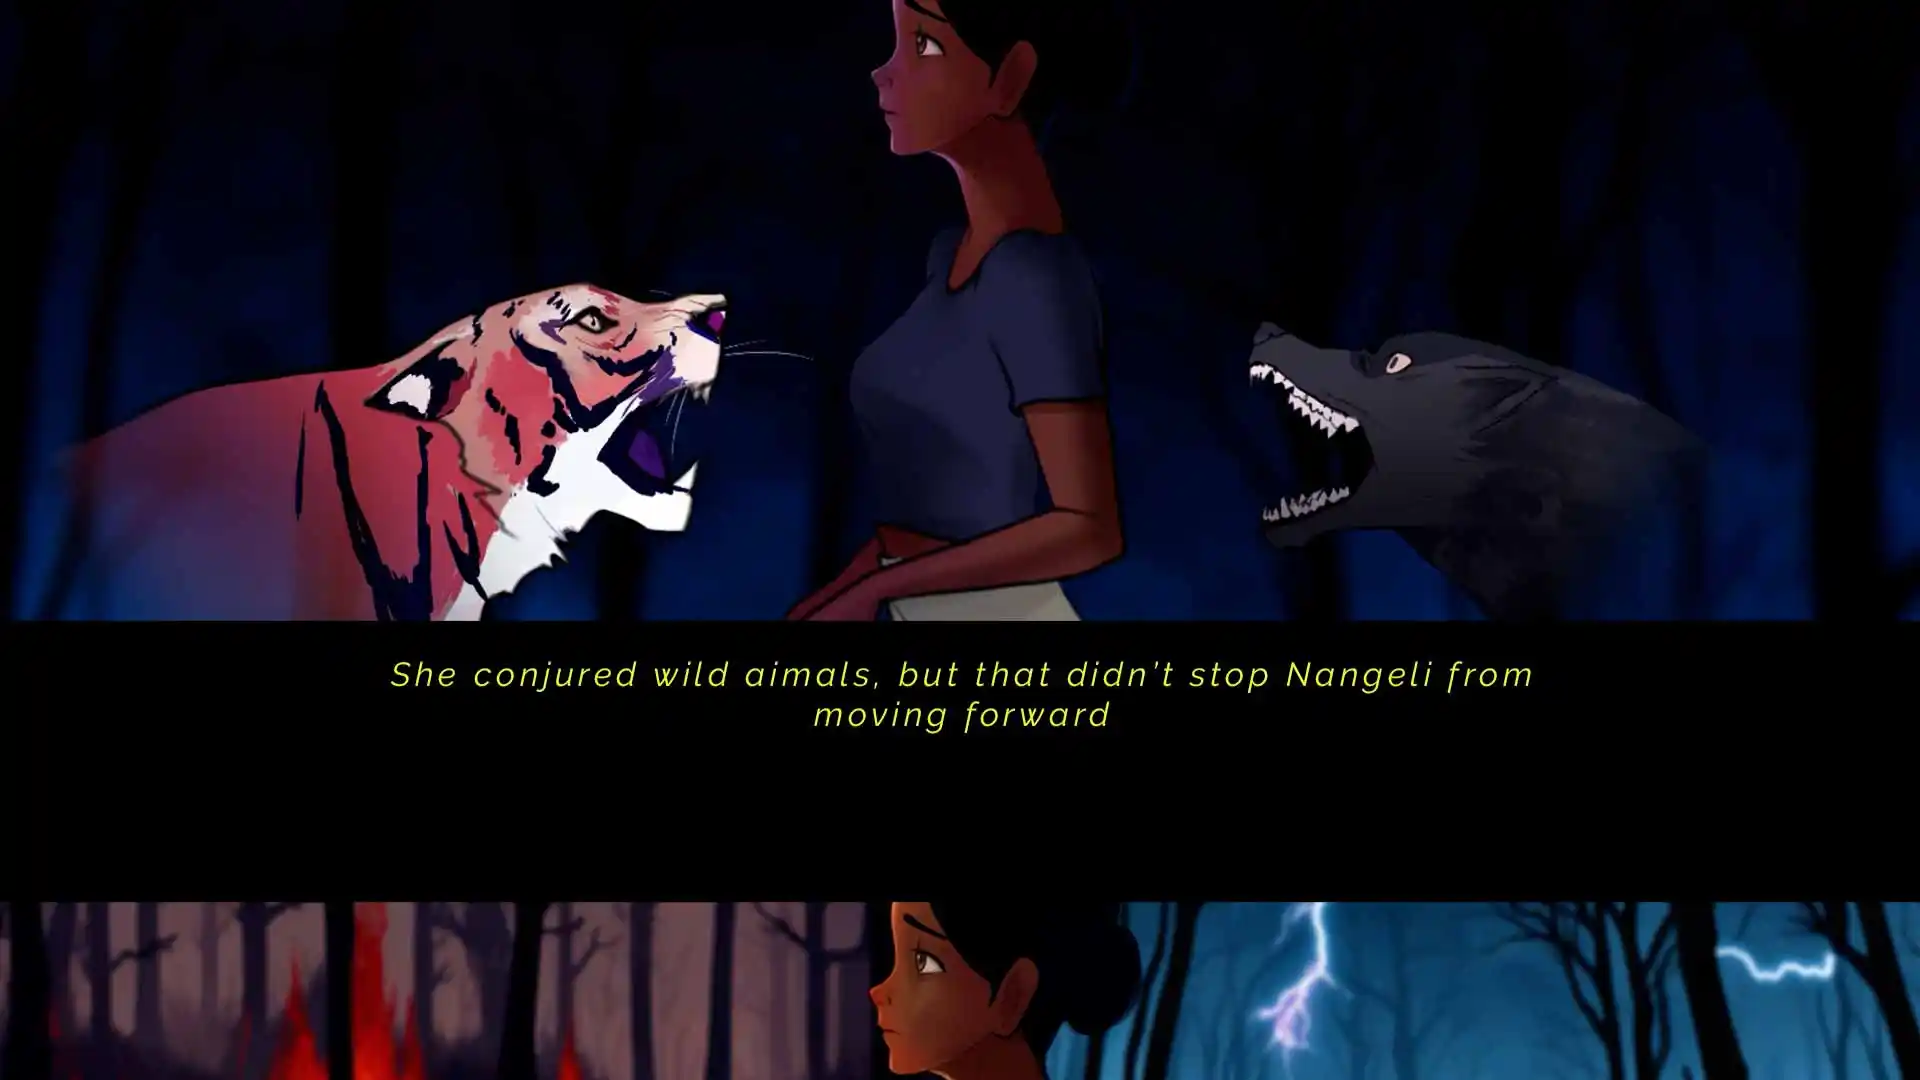 She conjured wild aimals, but that didn't stop Nangeli from
moving forward